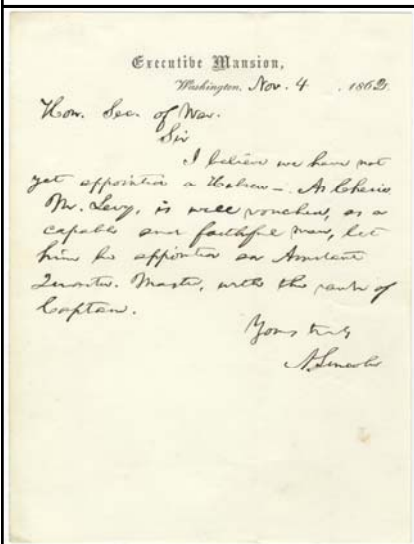 Executive Mansion,
Washington, Nov. 4, 1862
Hon. Sec. of War.
Sir
I believe we have not
yet appointed a Hebrew — As Cherie
M. Levy, is well vouched, as a
capable and faithful man, let
him be appointed an Assistant
Quarter-Master, with the rank of
Captain.
Yours truly
A. Lincoln